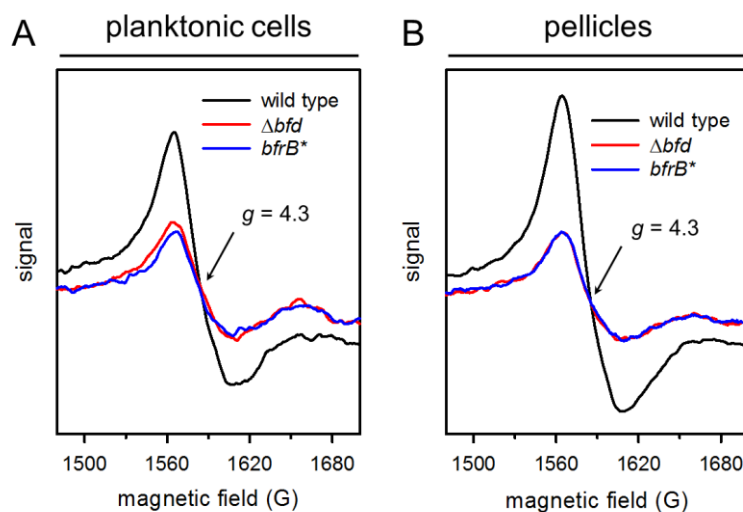 A
planktonic cells
wild type
Δbfd
bfrB*
g = 4.3
signal
1500 1560 1620 1680
magnetic field (G)
B
pellicles
wild type
Δbfd
bfrB*
g = 4.3
signal
1500 1560 1620 1680
magnetic field (G)